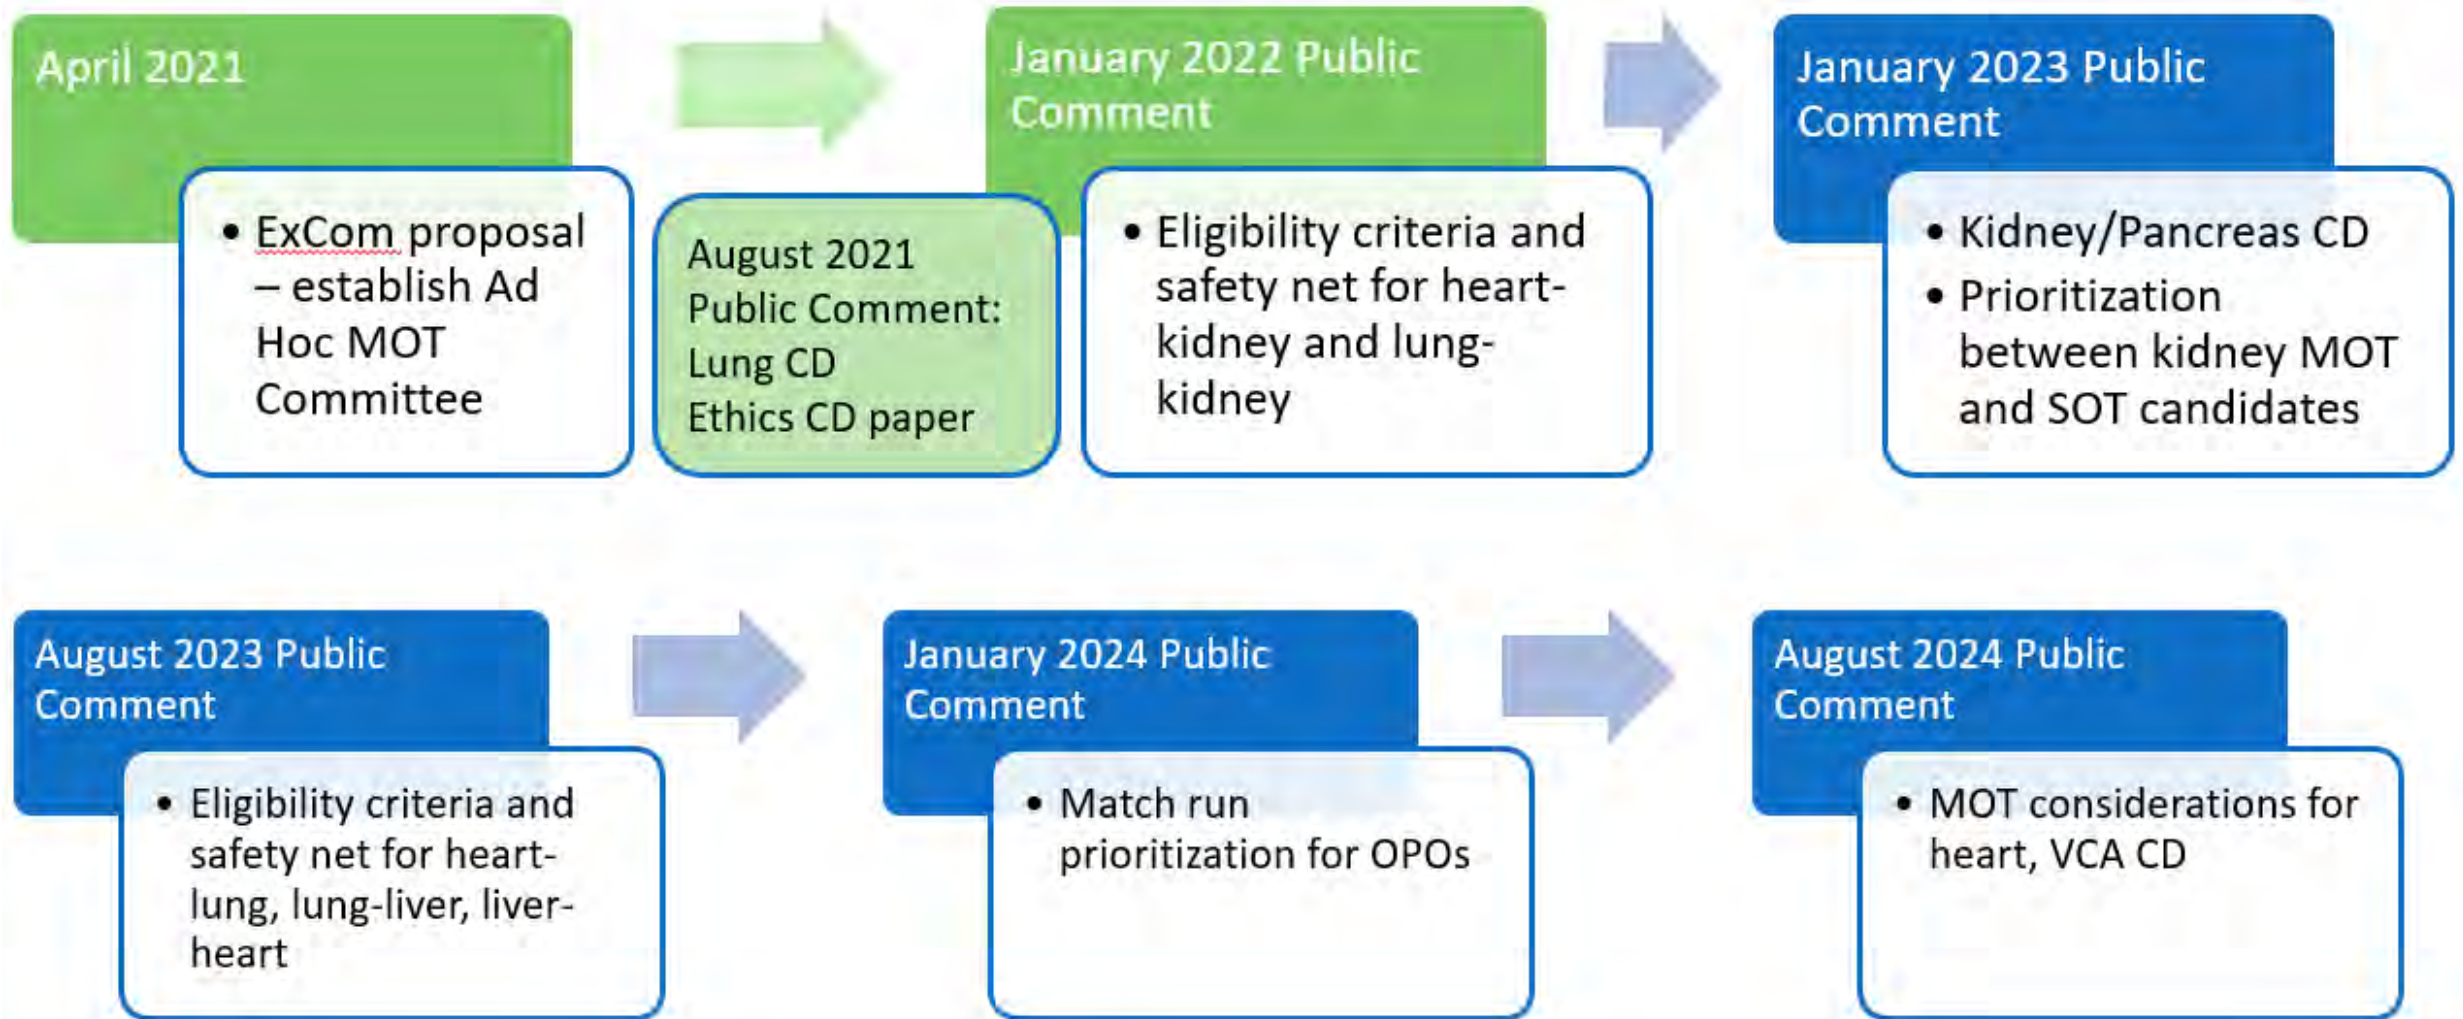 April 2021
• ExCom proposal
– establish Ad
Hoc MOT
Committee
August 2021
Public Comment:
Lung CD
Ethics CD paper
January 2022 Public
Comment
• Eligibility criteria and
safety net for heart-
kidney and lung-
kidney
January 2023 Public
Comment
• Kidney/Pancreas CD
• Prioritization
between kidney MOT
and SOT candidates
August 2023 Public
Comment
• Eligibility criteria and
safety net for heart-
lung, lung-liver, liver-
heart
January 2024 Public
Comment
• Match run
prioritization for OPOs
August 2024 Public
Comment
• MOT considerations for
heart, VCA CD